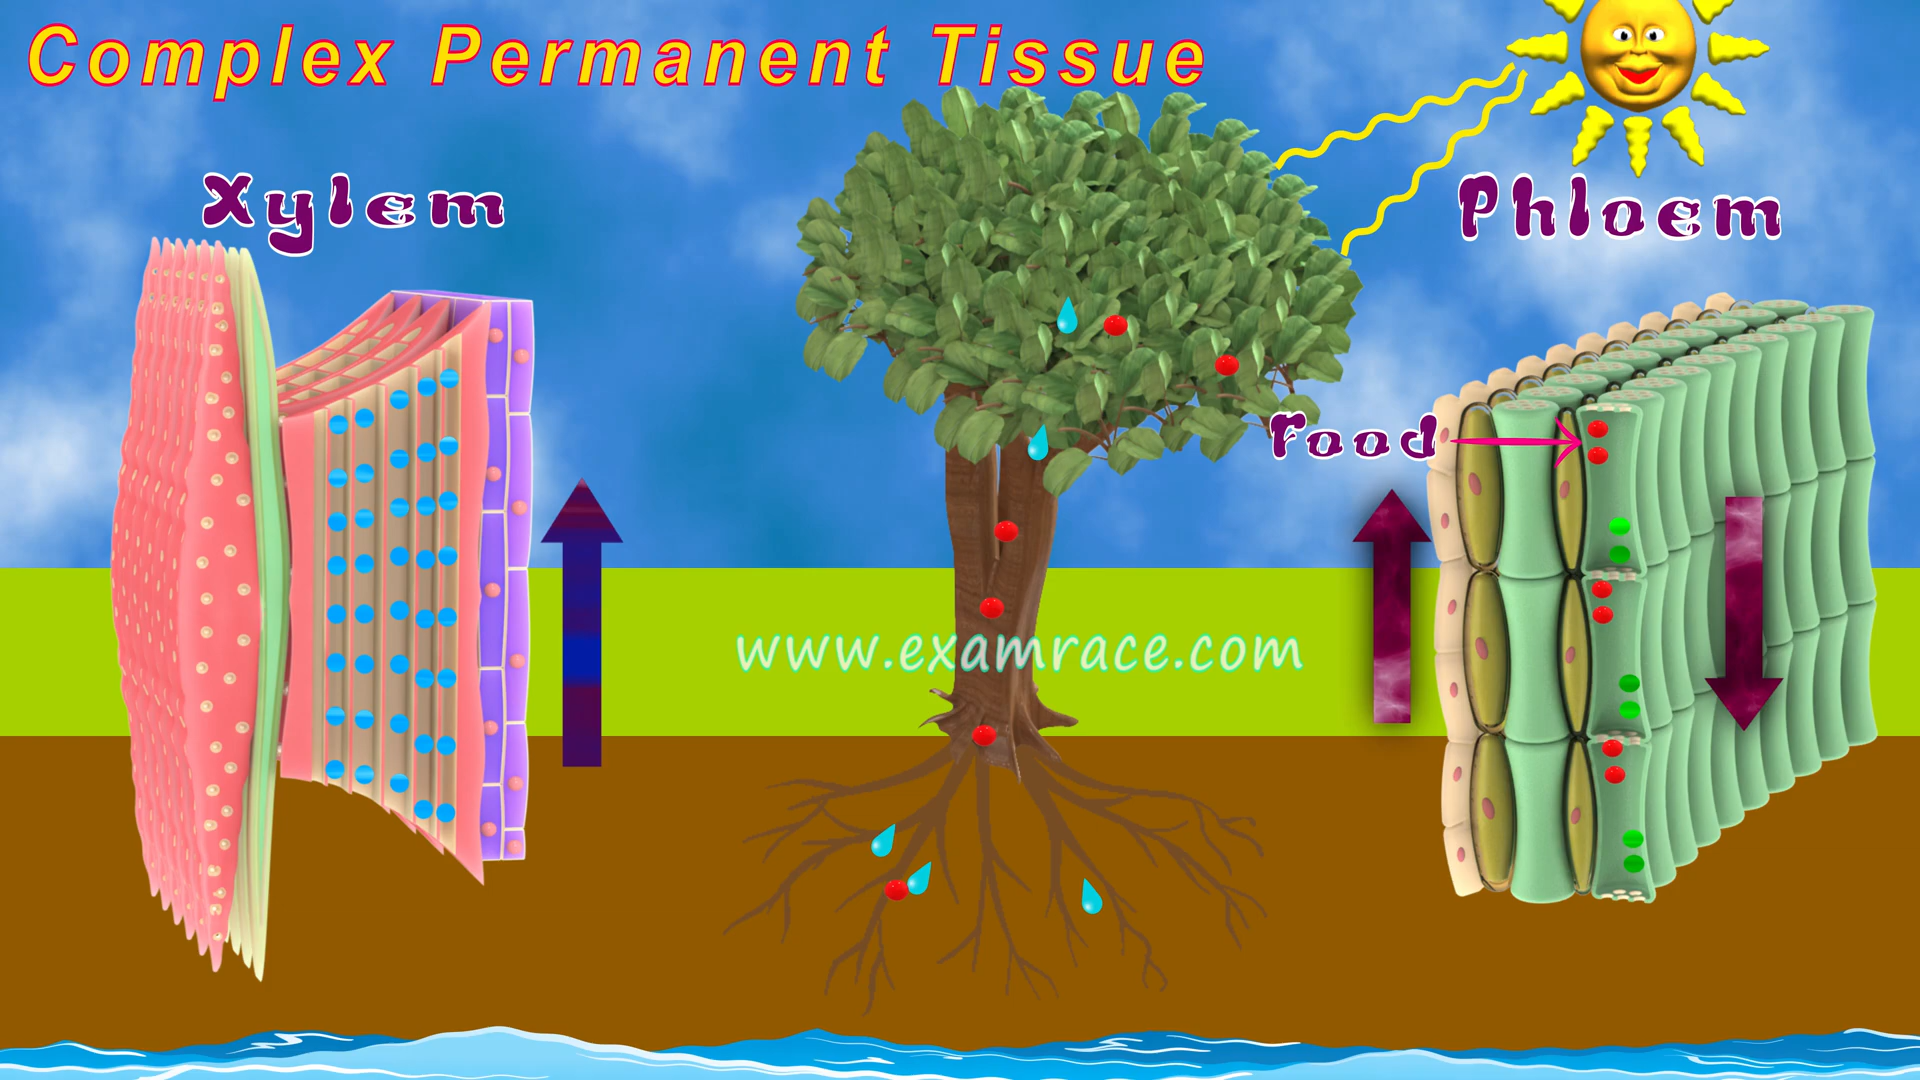 Complex Permanent Tissue
Xylem
Phloem
Food
www.examrace.com